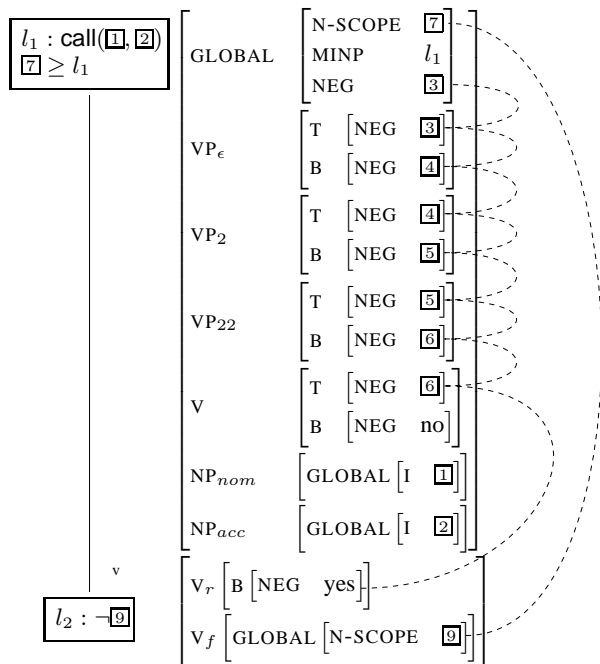 l₁ : call(1, 2)
7 ≥ l₁
GLOBAL
N-SCOPE 7
MINP l₁
NEG 3
VPϵ
T [NEG 3]
B [NEG 4]
VP₂
T [NEG 4]
B [NEG 5]
VP₂₂
T [NEG 5]
B [NEG 6]
V
T [NEG 6]
B [NEG no]
NPnom [GLOBAL [I 1]]
NPacc [GLOBAL [I 2]]
v
l₂ : ¬9
Vr [B [NEG yes]]
Vf [GLOBAL [N-SCOPE 9]]